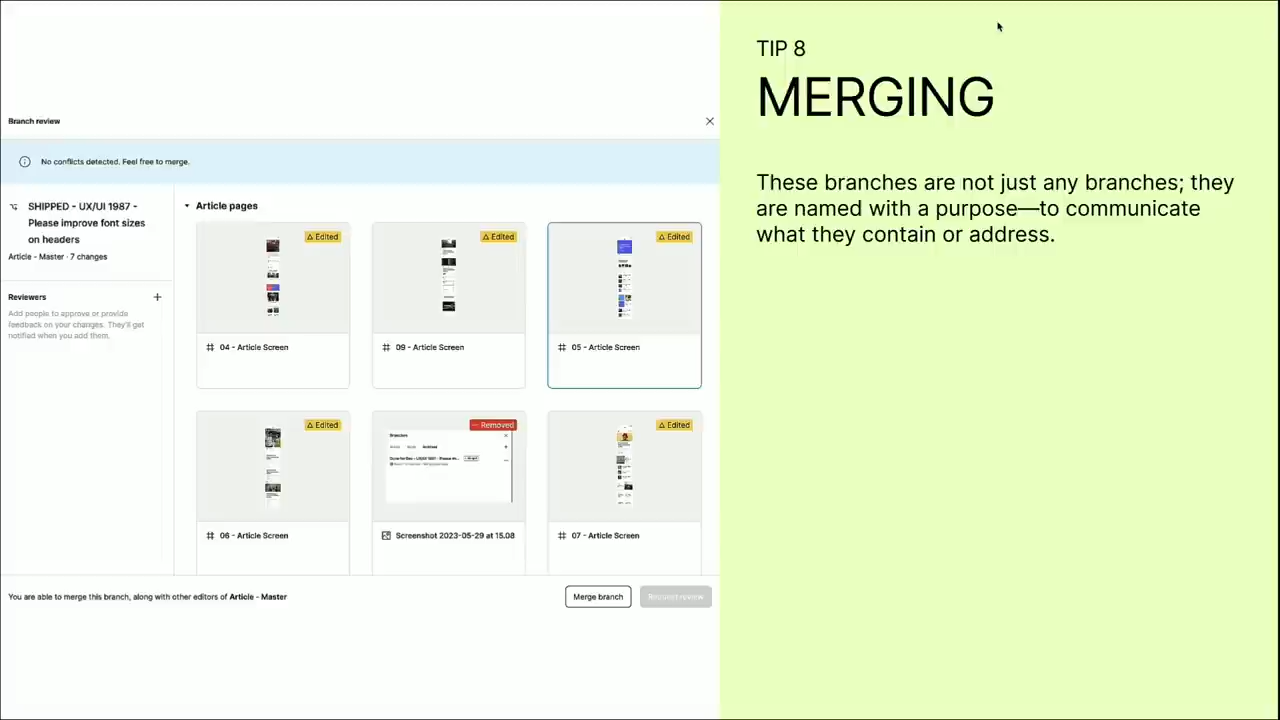 Branch review
No conflicts detected. Feel free to merge.
SHIPPED - UX/UI 1987 -
Please improve font sizes
on headers
Article - Master · 7 changes
Reviewers
Add people to approve or provide
feedback on your changes. They'll get
notified when you add them.
Article pages
Edited
Edited
Edited
04 - Article Screen
09 - Article Screen
05 - Article Screen
Edited
Removed
Edited
Branches
Archived
06 - Article Screen
Screenshot 2023-05-29 at 15.08
07 - Article Screen
You are able to merge this branch, along with other editors of Article - Master
Merge branch
Request review
TIP 8
MERGING
These branches are not just any branches; they
are named with a purpose—to communicate
what they contain or address.